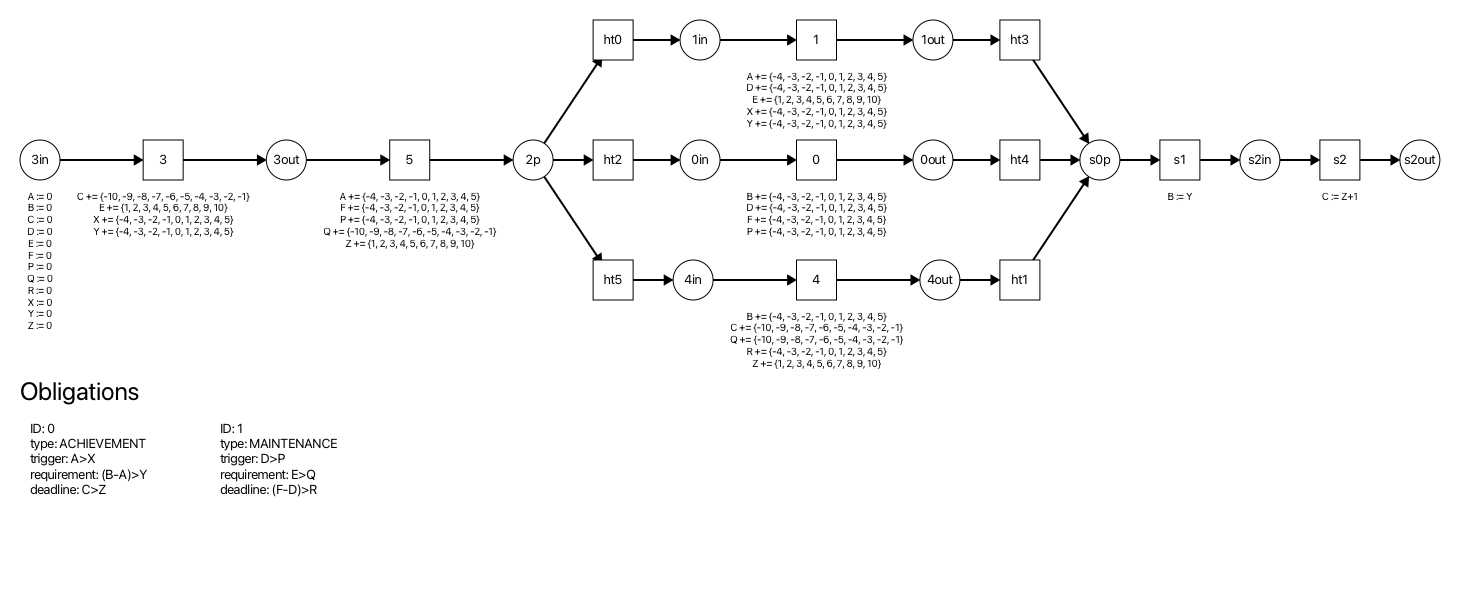 ht0
1in
1
1out
ht3
A += {-4, -3, -2, -1, 0, 1, 2, 3, 4, 5}
D += {-4, -3, -2, -1, 0, 1, 2, 3, 4, 5}
E += {1, 2, 3, 4, 5, 6, 7, 8, 9, 10}
X += {-4, -3, -2, -1, 0, 1, 2, 3, 4, 5}
Y += {-4, -3, -2, -1, 0, 1, 2, 3, 4, 5}
3in
3
3out
5
2p
ht2
0in
0
0out
ht4
s0p
s1
s2in
s2
s2out
A := 0
B := 0
C := 0
D := 0
E := 0
F := 0
P := 0
Q := 0
R := 0
X := 0
Y := 0
Z := 0
C += {-10, -9, -8, -7, -6, -5, -4, -3, -2, -1}
E += {1, 2, 3, 4, 5, 6, 7, 8, 9, 10}
X += {-4, -3, -2, -1, 0, 1, 2, 3, 4, 5}
Y += {-4, -3, -2, -1, 0, 1, 2, 3, 4, 5}
A += {-4, -3, -2, -1, 0, 1, 2, 3, 4, 5}
F += {-4, -3, -2, -1, 0, 1, 2, 3, 4, 5}
P += {-4, -3, -2, -1, 0, 1, 2, 3, 4, 5}
Q += {-10, -9, -8, -7, -6, -5, -4, -3, -2, -1}
Z += {1, 2, 3, 4, 5, 6, 7, 8, 9, 10}
B += {-4, -3, -2, -1, 0, 1, 2, 3, 4, 5}
D += {-4, -3, -2, -1, 0, 1, 2, 3, 4, 5}
F += {-4, -3, -2, -1, 0, 1, 2, 3, 4, 5}
P += {-4, -3, -2, -1, 0, 1, 2, 3, 4, 5}
B := Y
C := Z+1
ht5
4in
4
4out
ht1
B += {-4, -3, -2, -1, 0, 1, 2, 3, 4, 5}
C += {-10, -9, -8, -7, -6, -5, -4, -3, -2, -1}
Q += {-10, -9, -8, -7, -6, -5, -4, -3, -2, -1}
R += {-4, -3, -2, -1, 0, 1, 2, 3, 4, 5}
Z += {1, 2, 3, 4, 5, 6, 7, 8, 9, 10}
Obligations
ID: 0
type: ACHIEVEMENT
trigger: A>X
requirement: (B-A)>Y
deadline: C>Z
ID: 1
type: MAINTENANCE
trigger: D>P
requirement: E>Q
deadline: (F-D)>R